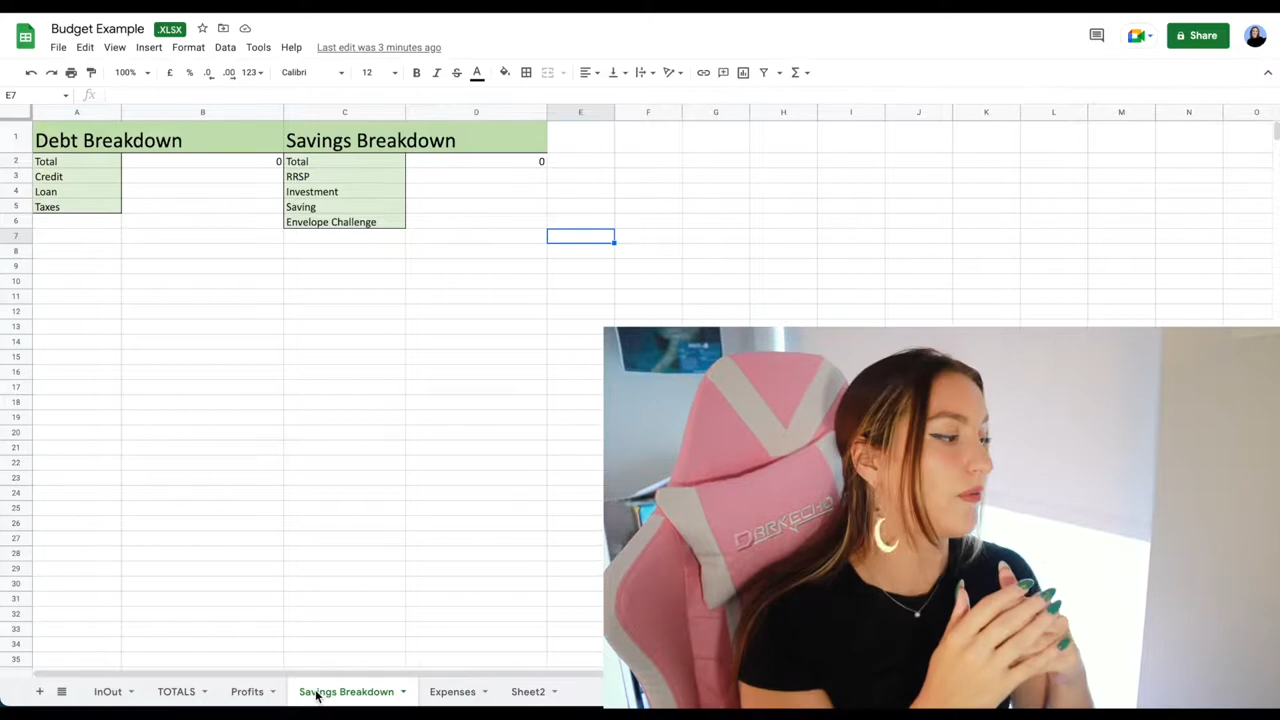 Budget Example .XLSX
File Edit View Insert Format Data Tools Help Last edit was 3 minutes ago
Share
100% £ % .0 .00 123 Calibri 12 B I S A
E7 fx
A B C D E F G H I J K L M N O
1 Debt Breakdown Savings Breakdown
2 Total 0 Total 0
3 Credit RRSP
4 Loan Investment
5 Taxes Saving
6 Envelope Challenge
7
8
9
10
11
12
13
14
15
16
17
18
19
20
21
22
23
24
25
26
27
28
29
30
31
32
33
34
35
DARKECHO
InOut TOTALS Profits Savings Breakdown Expenses Sheet2